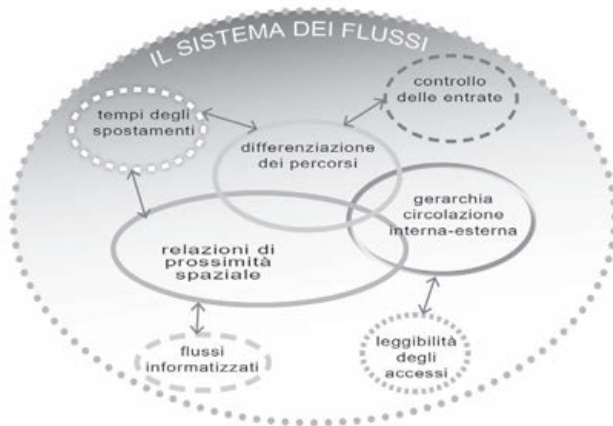 IL SISTEMA DEI FLUSSI
tempi degli
spostamenti
controllo
delle entrate
differenziazione
dei percorsi
gerarchia
circolazione
interna-esterna
relazioni di
prossimità
spaziale
flussi
informatizzati
leggibilità
degli
accessi